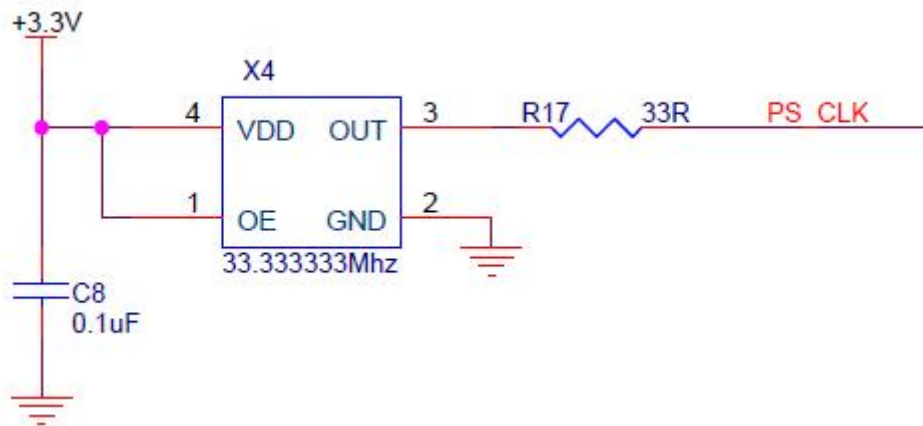 +3.3V
X4
4 VDD OUT 3 R17 33R PS_CLK
1 OE GND 2
33.333333Mhz
C8
0.1uF